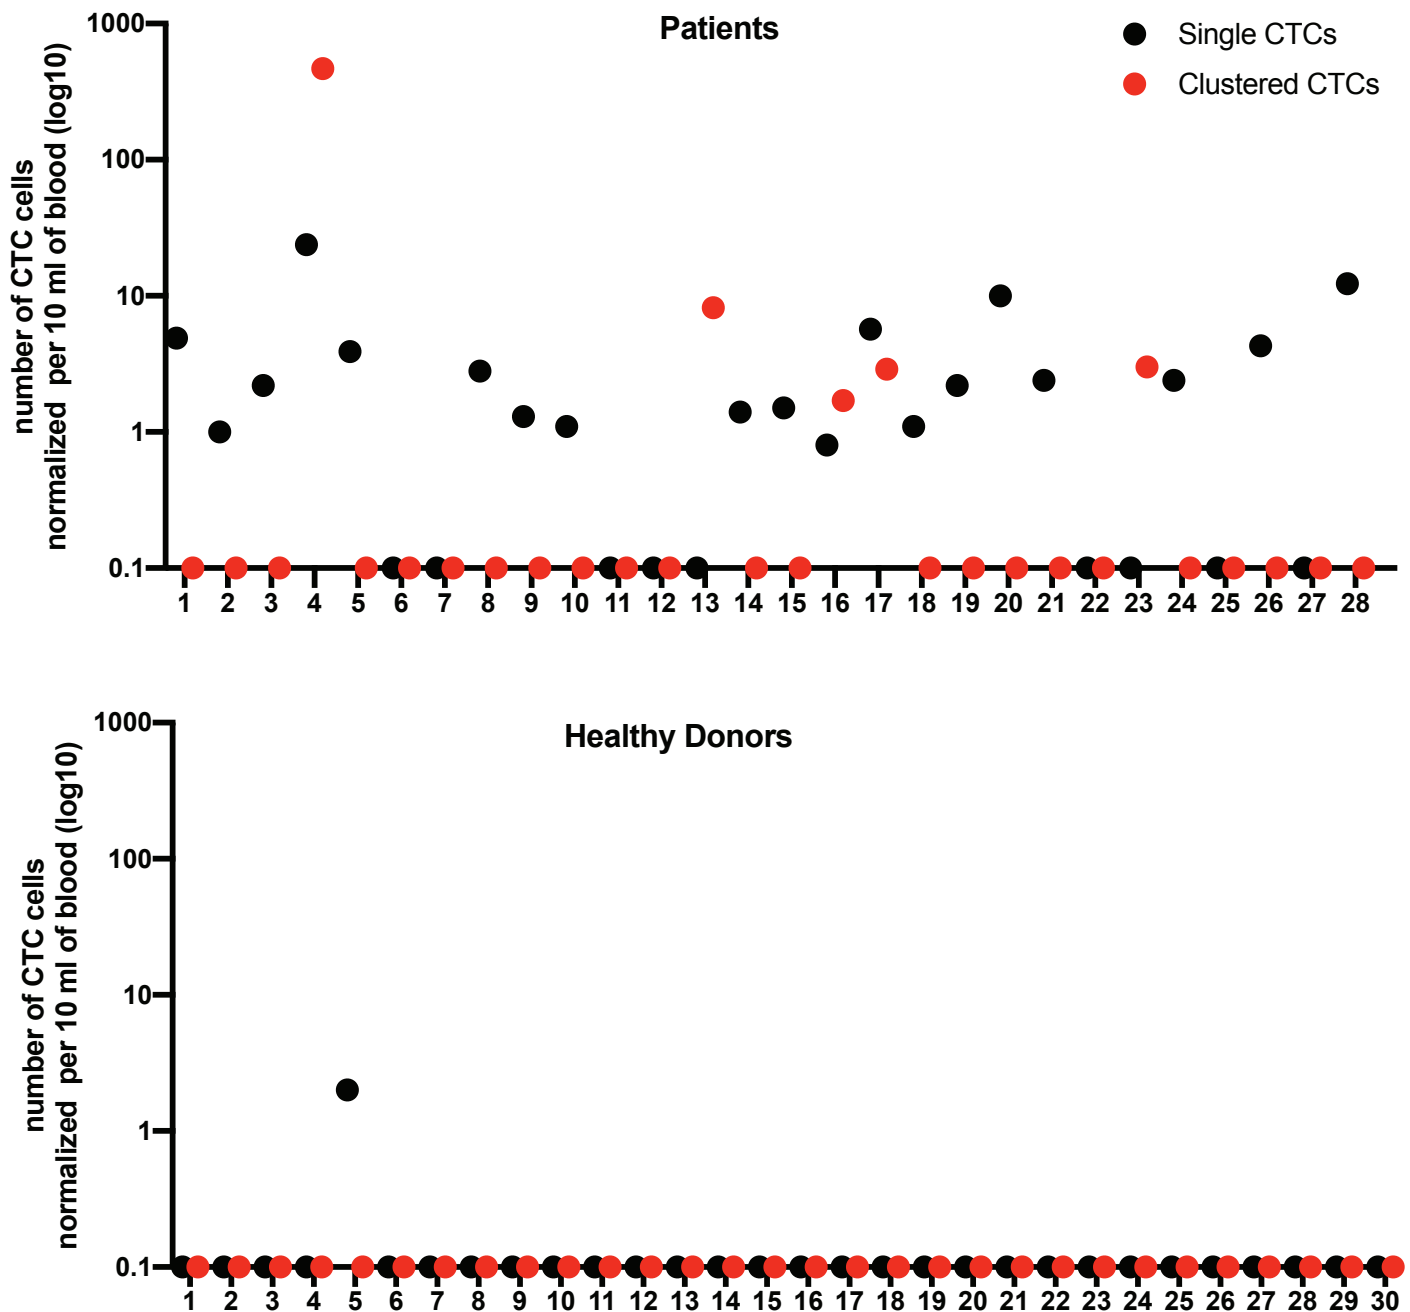 Patients
Single CTCs
Clustered CTCs
number of CTC cells
normalized per 10 ml of blood (log10)
1000
100
10
1
0.1
1 2 3 4 5 6 7 8 9 10 11 12 13 14 15 16 17 18 19 20 21 22 23 24 25 26 27 28
Healthy Donors
number of CTC cells
normalized per 10 ml of blood (log10)
1000
100
10
1
0.1
1 2 3 4 5 6 7 8 9 10 11 12 13 14 15 16 17 18 19 20 21 22 23 24 25 26 27 28 29 30